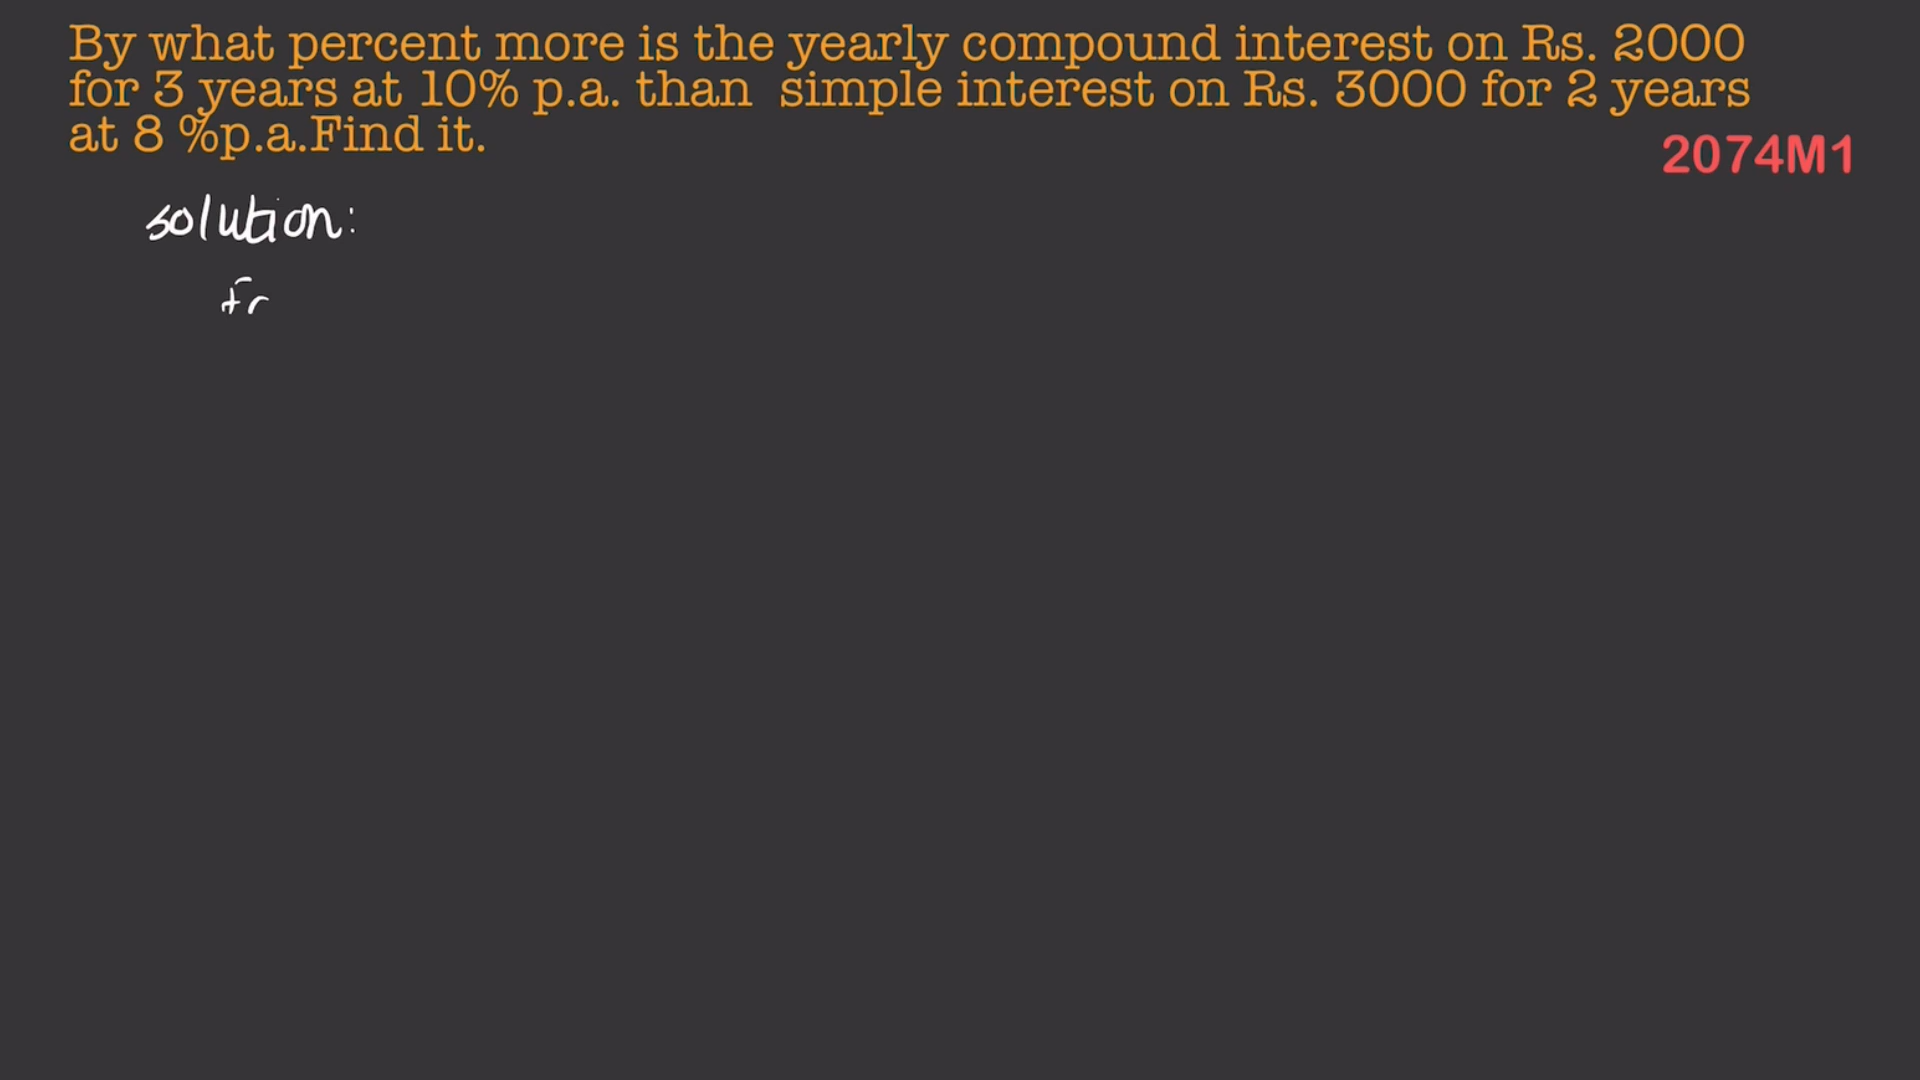 By what percent more is the yearly compound interest on Rs. 2000
for 3 years at 10% p.a. than simple interest on Rs. 3000 for 2 years
at 8 %p.a.Find it.
2074M1
solution:
fr